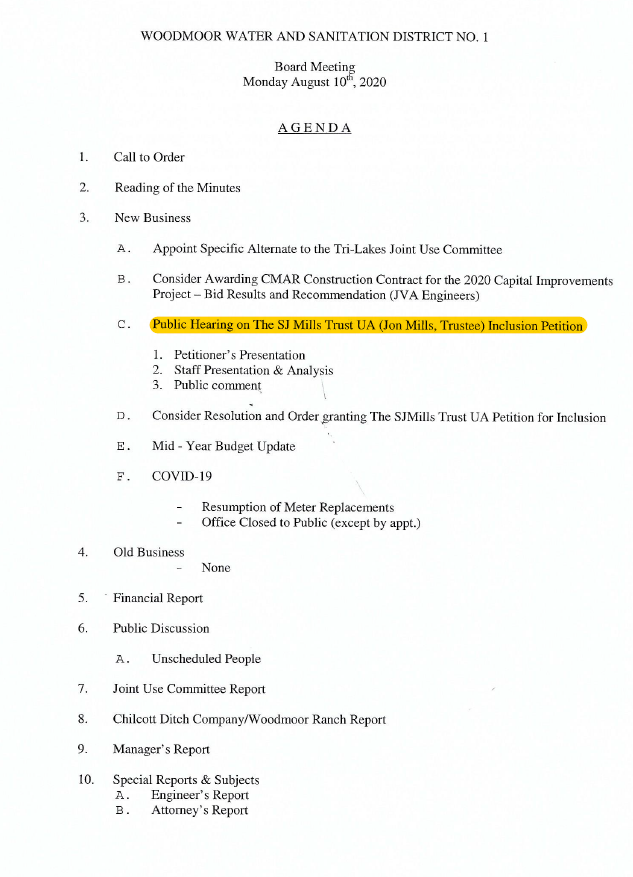 WOODMOOR WATER AND SANITATION DISTRICT NO. 1
Board Meeting
Monday August 10th, 2020
AGENDA
1. Call to Order
2. Reading of the Minutes
3. New Business
A. Appoint Specific Alternate to the Tri-Lakes Joint Use Committee
B. Consider Awarding CMAR Construction Contract for the 2020 Capital Improvements
Project – Bid Results and Recommendation (JVA Engineers)
C. Public Hearing on The SJ Mills Trust UA (Jon Mills, Trustee) Inclusion Petition
1. Petitioner's Presentation
2. Staff Presentation & Analysis
3. Public comment
D. Consider Resolution and Order granting The SJMills Trust UA Petition for Inclusion
E. Mid - Year Budget Update
F. COVID-19
- Resumption of Meter Replacements
- Office Closed to Public (except by appt.)
4. Old Business
- None
5. Financial Report
6. Public Discussion
A. Unscheduled People
7. Joint Use Committee Report
8. Chilcott Ditch Company/Woodmoor Ranch Report
9. Manager's Report
10. Special Reports & Subjects
A. Engineer's Report
B. Attorney's Report